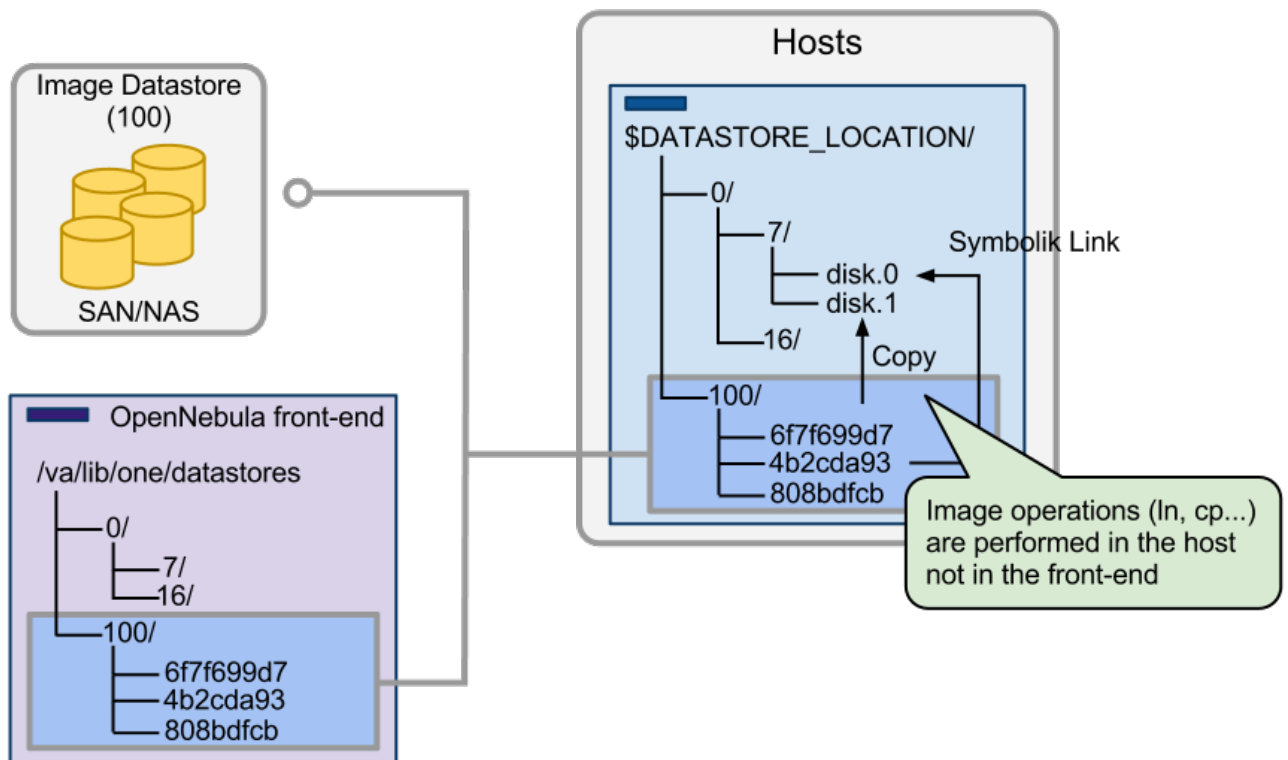 Image Datastore
(100)
SAN/NAS
OpenNebula front-end
/va/lib/one/datastores
0/
7/
16/
100/
6f7f699d7
4b2cda93
808bdfcb
Hosts
$DATASTORE_LOCATION/
0/
7/
Symbolik Link
disk.0
disk.1
16/
Copy
100/
6f7f699d7
4b2cda93
808bdfcb
Image operations (ln, cp...)
are performed in the host
not in the front-end